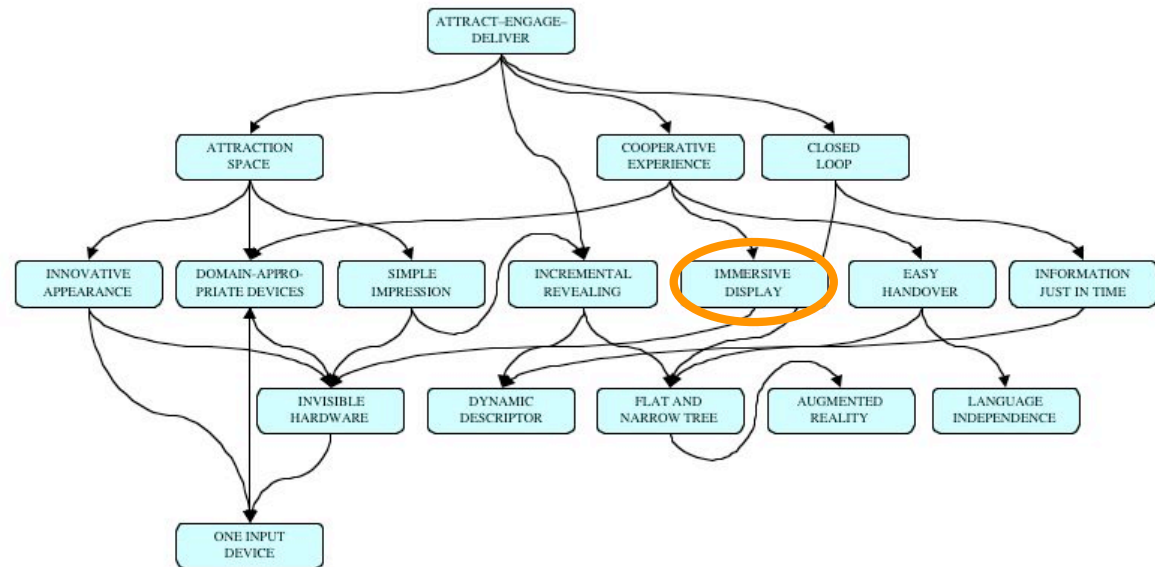 ATTRACT–ENGAGE–
DELIVER
ATTRACTION
SPACE
COOPERATIVE
EXPERIENCE
CLOSED
LOOP
INNOVATIVE
APPEARANCE
DOMAIN-APPRO-
PRIATE DEVICES
SIMPLE
IMPRESSION
INCREMENTAL
REVEALING
IMMERSIVE
DISPLAY
EASY
HANDOVER
INFORMATION
JUST IN TIME
INVISIBLE
HARDWARE
DYNAMIC
DESCRIPTOR
FLAT AND
NARROW TREE
AUGMENTED
REALITY
LANGUAGE
INDEPENDENCE
ONE INPUT
DEVICE